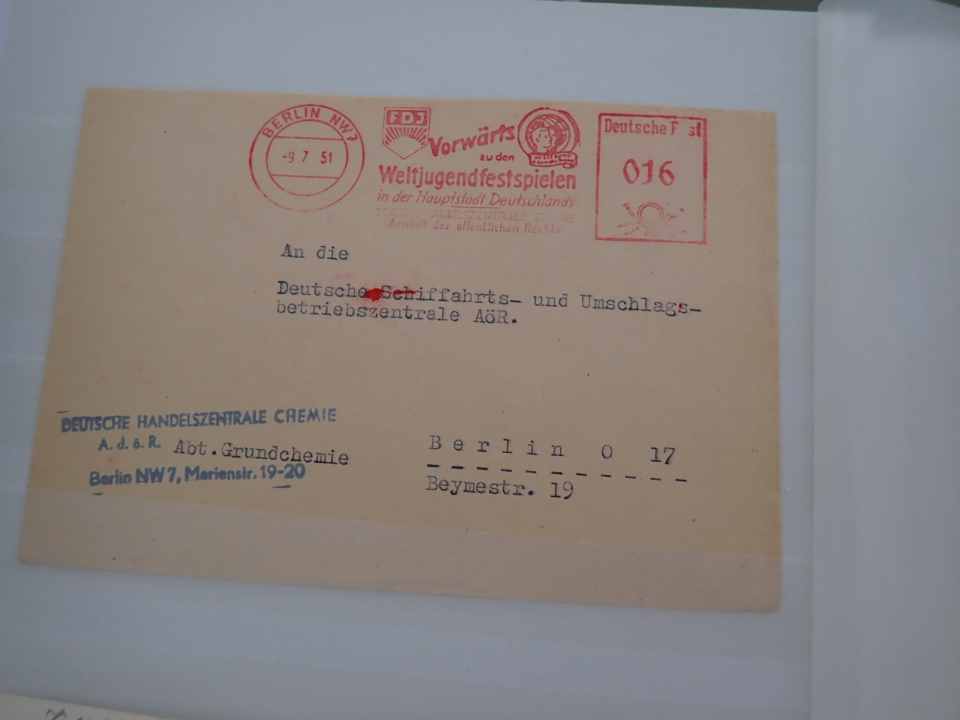 BERLIN NW7
-9.7 51
FDJ
Vorwärts
zu den
Weltjugendfestspielen
in der Hauptstadt Deutschlands
Anstalt des öffentlichen Rechts
Deutsche P st
016
An die
Deutsche Schiffahrts- und Umschlags-
betriebszentrale AöR.
DEUTSCHE HANDELSZENTRALE CHEMIE
A. d. ö. R. Abt. Grundchemie
Berlin NW 7, Marienstr. 19-20
Berlin O 17
Beymestr. 19